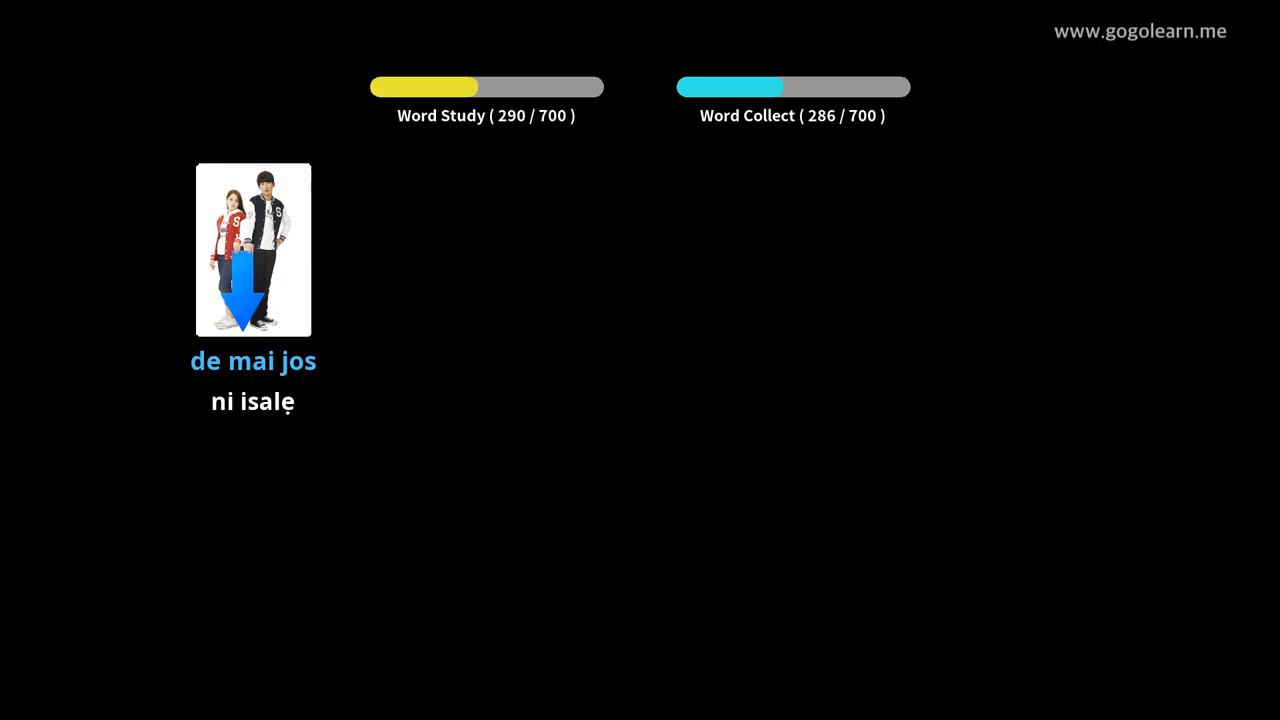 www.gogolearn.me
Word Study ( 290 / 700 )
Word Collect ( 286 / 700 )
S
S
de mai jos
ni isalẹ